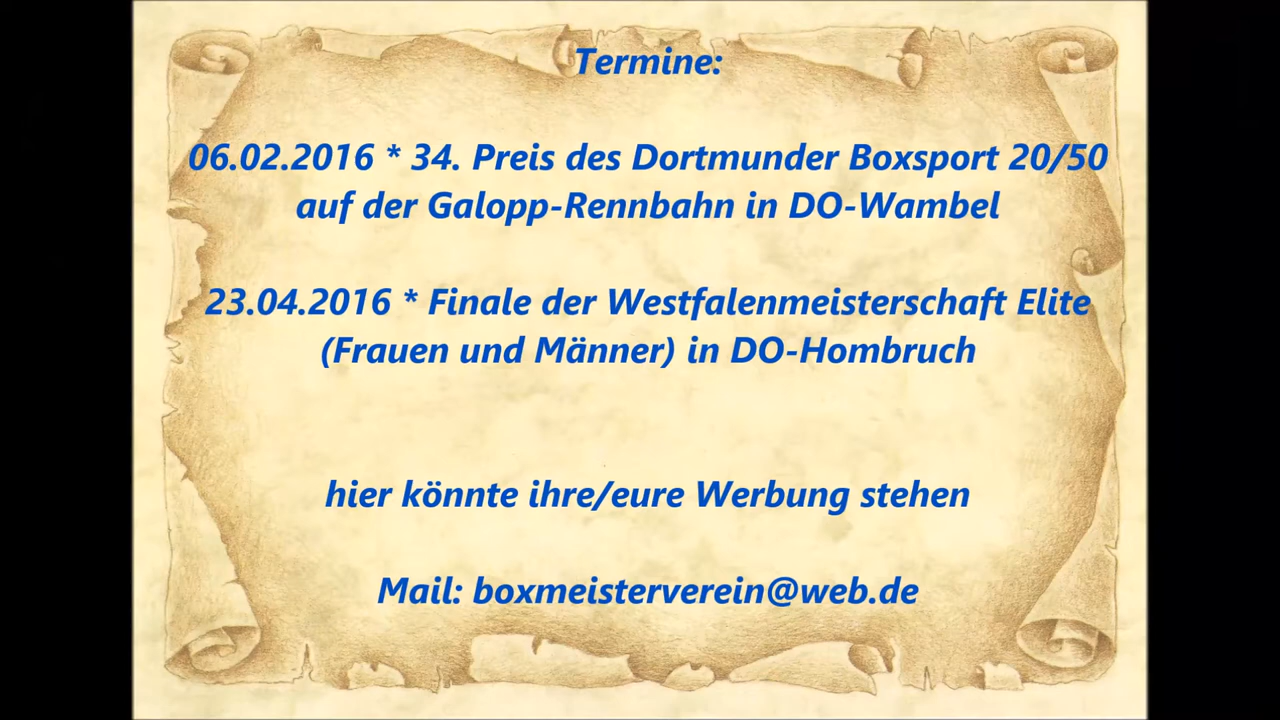 Termine:
06.02.2016 * 34. Preis des Dortmunder Boxsport 20/50
auf der Galopp-Rennbahn in DO-Wambel
23.04.2016 * Finale der Westfalenmeisterschaft Elite
(Frauen und Männer) in DO-Hombruch
hier könnte ihre/eure Werbung stehen
Mail: boxmeisterverein@web.de